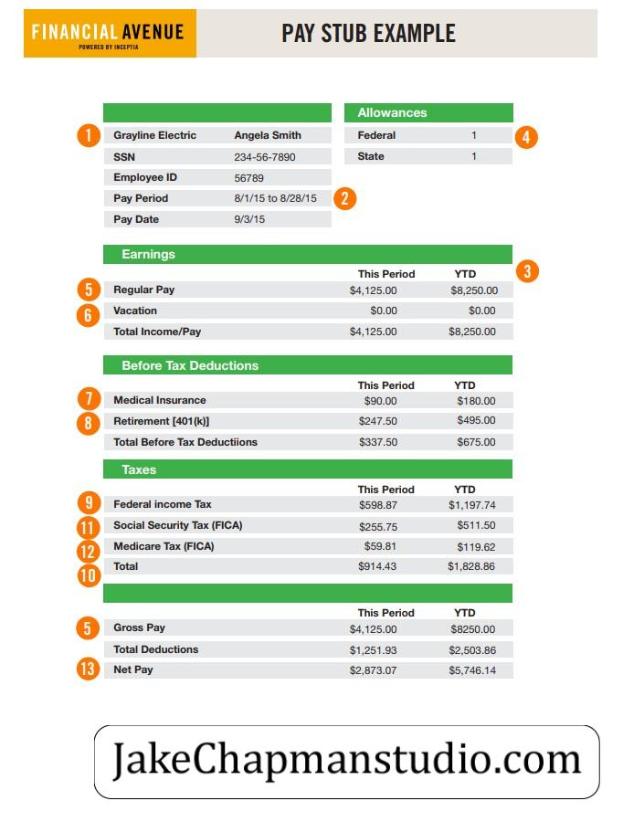 FINANCIAL AVENUE
POWERED BY INCEPTIA
PAY STUB EXAMPLE
Allowances
1 Grayline Electric Angela Smith
Federal 1 4
SSN 234-56-7890
State 1
Employee ID 56789
Pay Period 8/1/15 to 8/28/15 2
Pay Date 9/3/15
Earnings
This Period YTD 3
5 Regular Pay $4,125.00 $8,250.00
6 Vacation $0.00 $0.00
Total Income/Pay $4,125.00 $8,250.00
Before Tax Deductions
This Period YTD
7 Medical Insurance $90.00 $180.00
8 Retirement [401(k)] $247.50 $495.00
Total Before Tax Deductiions $337.50 $675.00
Taxes
This Period YTD
9 Federal income Tax $598.87 $1,197.74
11 Social Security Tax (FICA) $255.75 $511.50
12 Medicare Tax (FICA) $59.81 $119.62
10 Total $914.43 $1,828.86
This Period YTD
5 Gross Pay $4,125.00 $8250.00
Total Deductions $1,251.93 $2,503.86
13 Net Pay $2,873.07 $5,746.14
JakeChapmanstudio.com